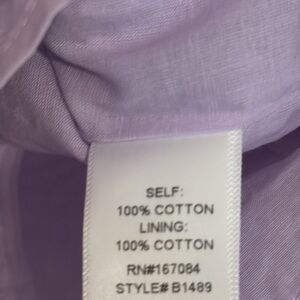 SELF:
100% COTTON
LINING:
100% COTTON
RN#167084
STYLE# B1489